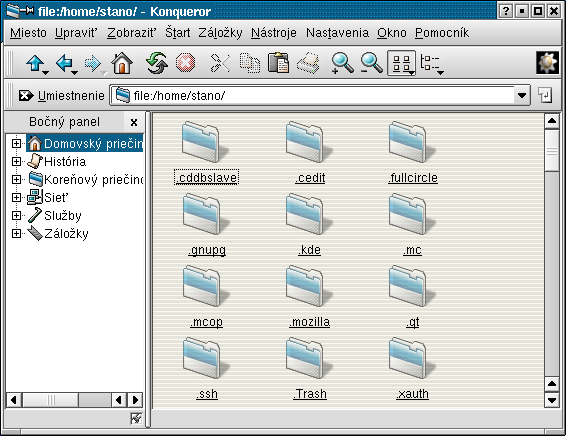 file:/home/stano/ - Konqueror
Miesto Upraviť Zobraziť Štart Záložky Nástroje Nastavenia Okno Pomocník
Umiestnenie file:/home/stano/
Bočný panel
Domovský priečin
História
Koreňový priečino
Sieť
Služby
Záložky
.cddbslave .cedit .fullcircle
.gnupg .kde .mc
.mcop .mozilla .qt
.ssh .Trash .xauth